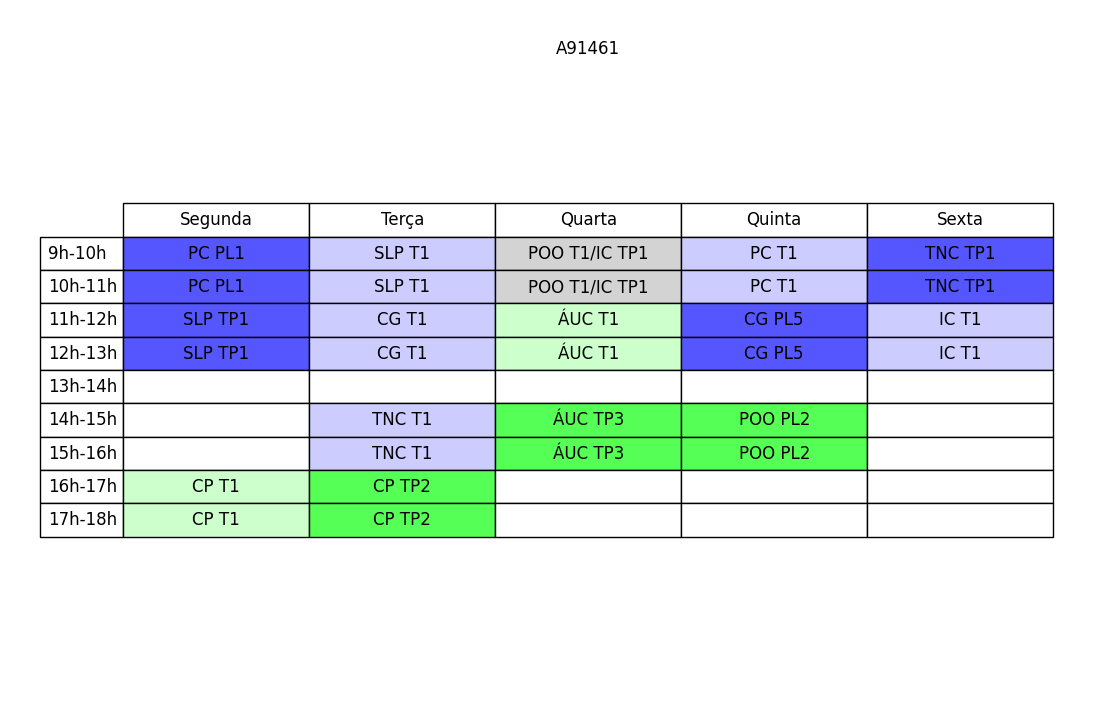 A91461
Segunda Terça Quarta Quinta Sexta
9h-10h PC PL1 SLP T1 POO T1/IC TP1 PC T1 TNC TP1
10h-11h PC PL1 SLP T1 POO T1/IC TP1 PC T1 TNC TP1
11h-12h SLP TP1 CG T1 ÁUC T1 CG PL5 IC T1
12h-13h SLP TP1 CG T1 ÁUC T1 CG PL5 IC T1
13h-14h
14h-15h TNC T1 ÁUC TP3 POO PL2
15h-16h TNC T1 ÁUC TP3 POO PL2
16h-17h CP T1 CP TP2
17h-18h CP T1 CP TP2